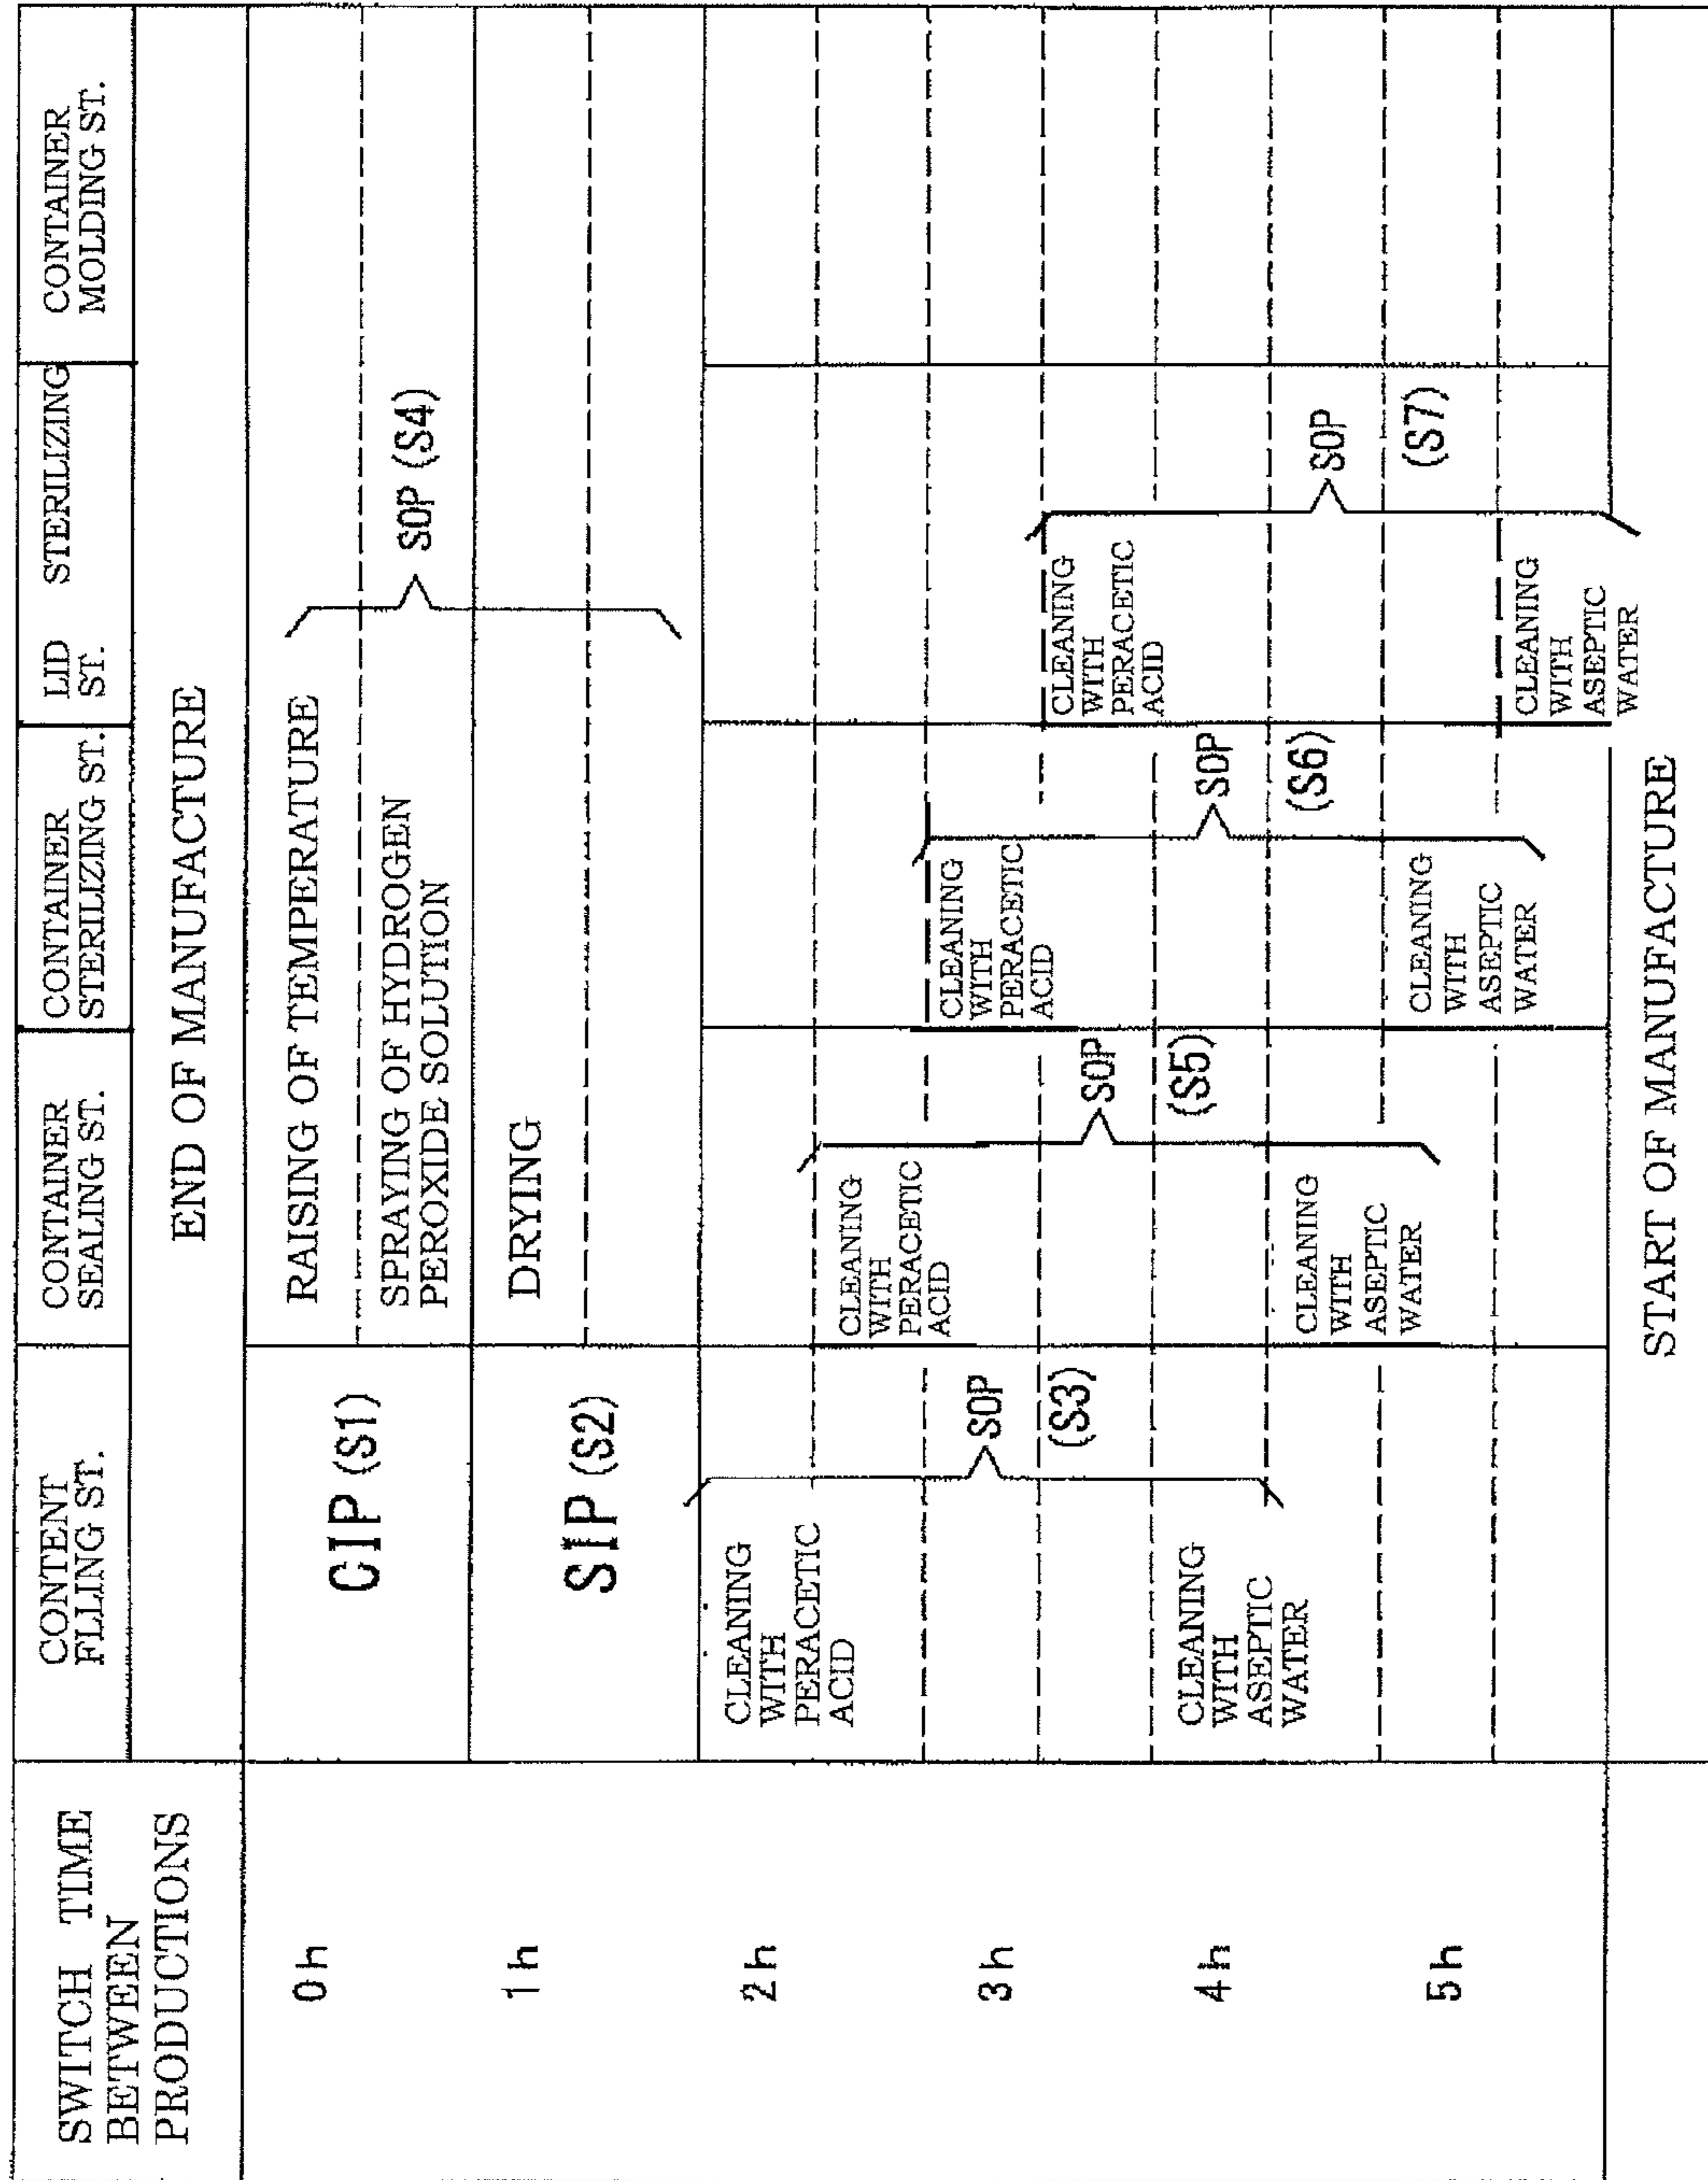 SWITCH TIME
BETWEEN
PRODUCTIONS
CONTENT
FLLING ST.
CONTAINER
SEALING ST.
CONTAINER
STERILIZING ST.
LID STERILIZING
ST.
CONTAINER
MOLDING ST.
END OF MANUFACTURE
0h
CIP (S1)
RAISING OF TEMPERATURE
SPRAYING OF HYDROGEN
PEROXIDE SOLUTION
SOP (S4)
1h
SIP (S2)
DRYING
2h
CLEANING
WITH
PERACETIC
ACID
SOP
(S3)
CLEANING
WITH
ASEPTIC
WATER
CLEANING
WITH
PERACETIC
ACID
SOP
(S5)
CLEANING
WITH
ASEPTIC
WATER
CLEANING
WITH
PERACETIC
ACID
SOP
(S6)
CLEANING
WITH
ASEPTIC
WATER
CLEANING
WITH
PERACETIC
ACID
SOP
(S7)
CLEANING
WITH
ASEPTIC
WATER
3h
4h
5h
START OF MANUFACTURE